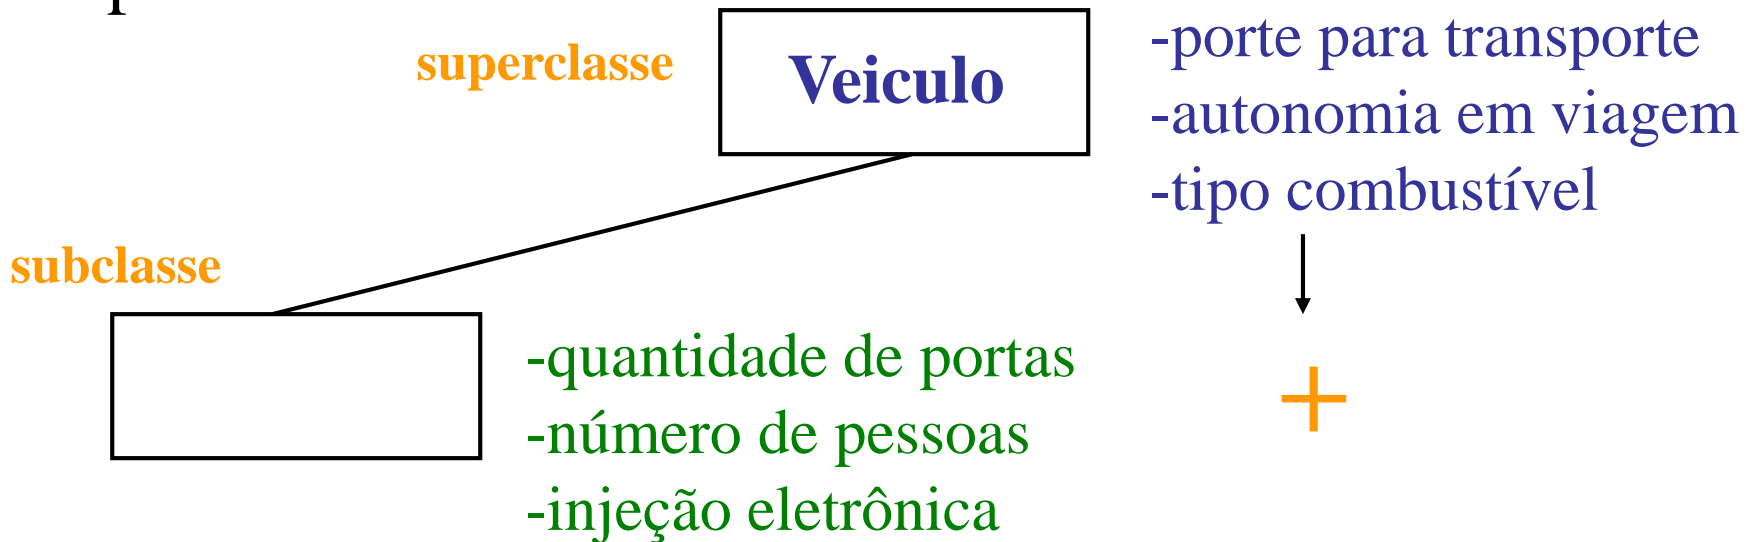 superclasse
Veiculo
-porte para transporte
-autonomia em viagem
-tipo combustível
subclasse
-quantidade de portas
-número de pessoas
-injeção eletrônica
+